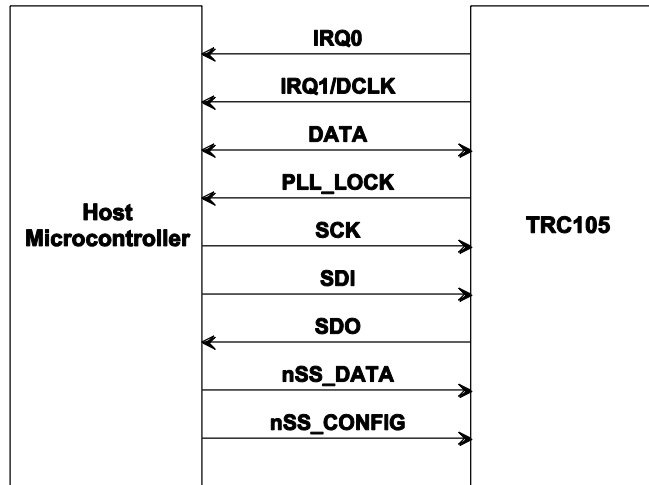 IRQ0
IRQ1/DCLK
DATA
PLL_LOCK
Host
Microcontroller
SCK
TRC105
SDI
SDO
nSS_DATA
nSS_CONFIG